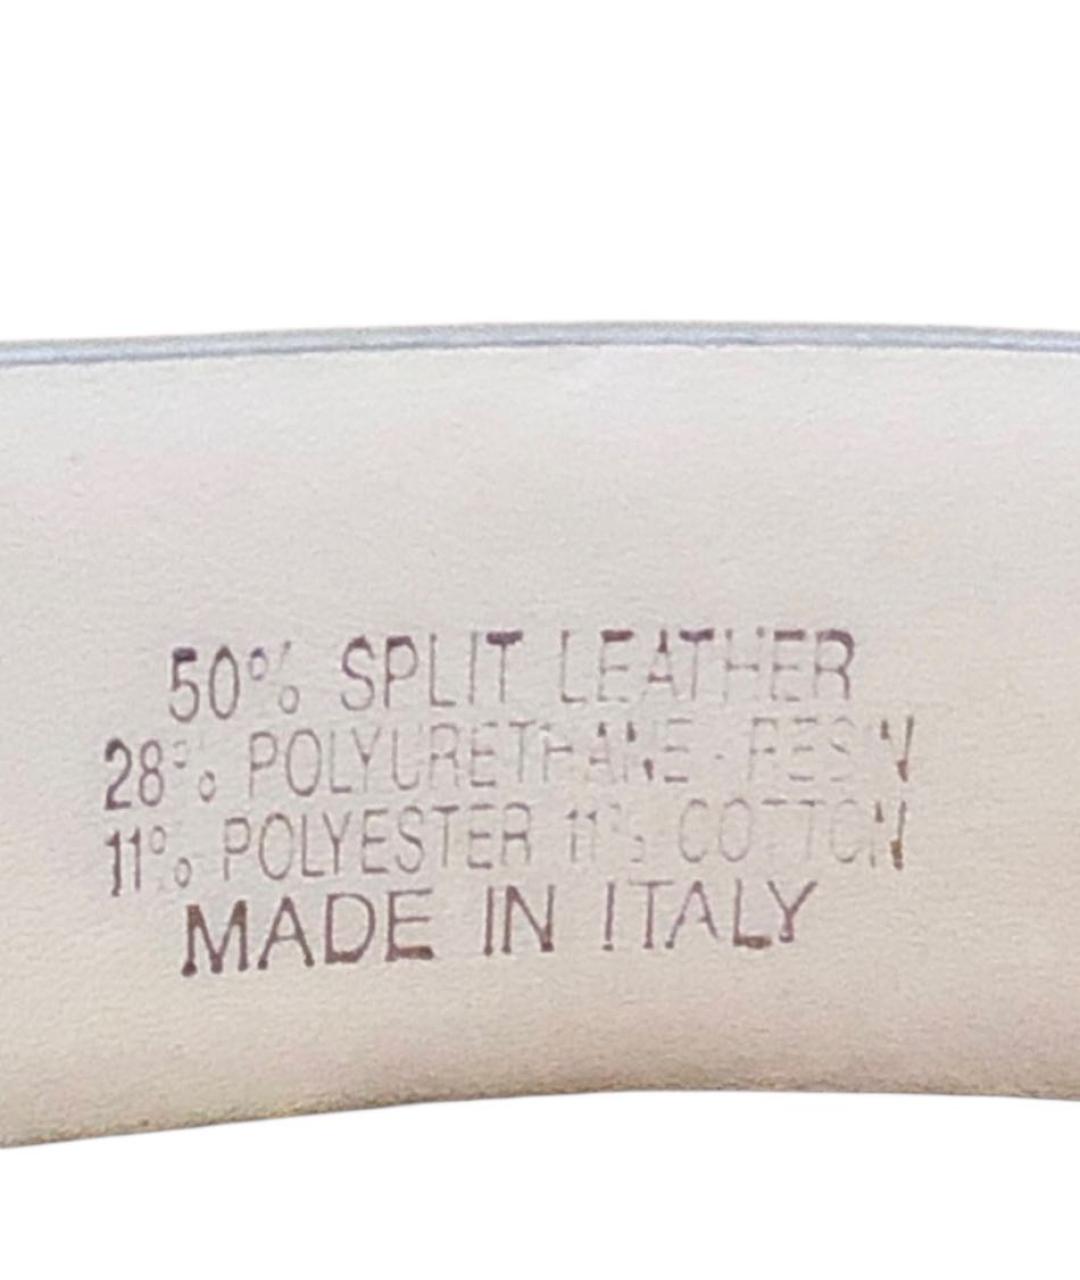 50% SPLIT LEATHER
28% POLYURETHANE - RESIN
11% POLYESTER 11% COTTON
MADE IN ITALY